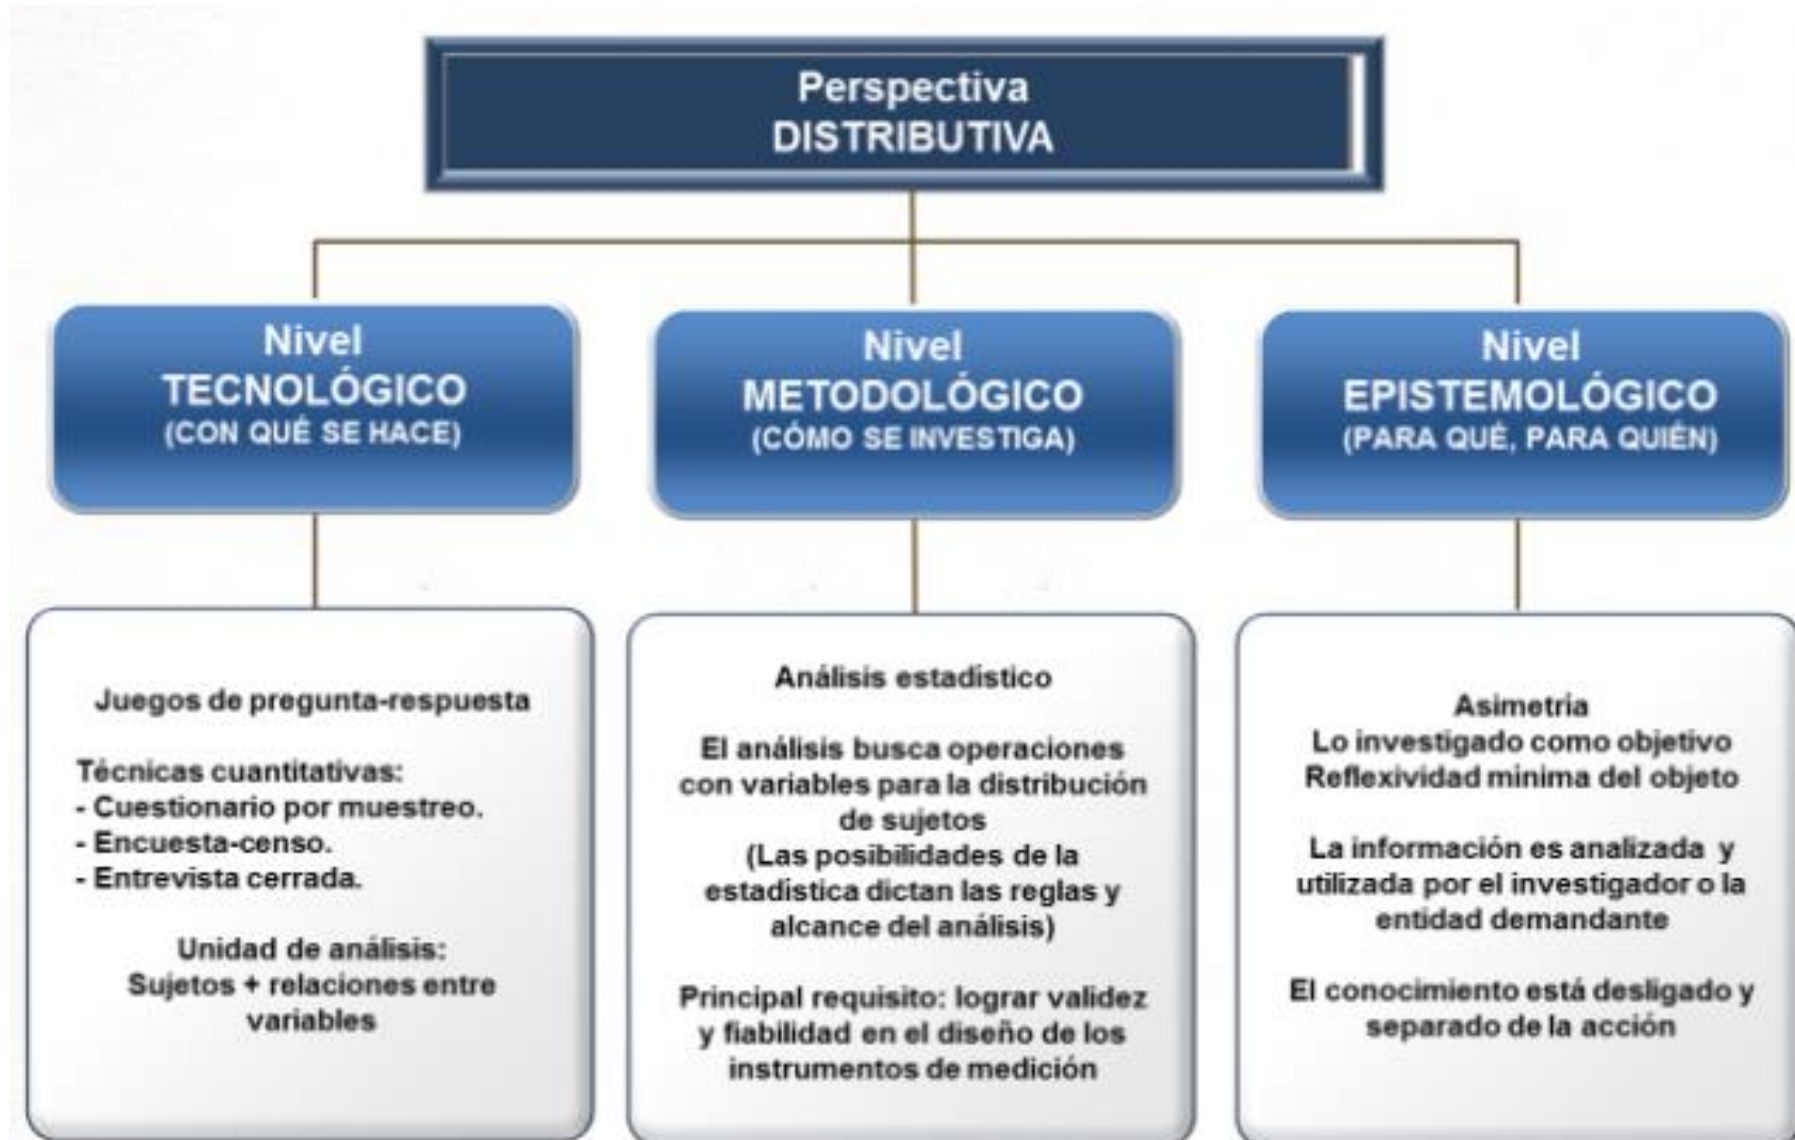 Perspectiva
DISTRIBUTIVA
Nivel
TECNOLÓGICO
(CON QUÉ SE HACE)
Nivel
METODOLÓGICO
(CÓMO SE INVESTIGA)
Nivel
EPISTEMOLÓGICO
(PARA QUÉ, PARA QUIÉN)
Juegos de pregunta-respuesta
Técnicas cuantitativas:
- Cuestionario por muestreo.
- Encuesta-censo.
- Entrevista cerrada.
Unidad de análisis:
Sujetos + relaciones entre
variables
Análisis estadístico
El análisis busca operaciones
con variables para la distribución
de sujetos
(Las posibilidades de la
estadística dictan las reglas y
alcance del análisis)
Principal requisito: lograr validez
y fiabilidad en el diseño de los
instrumentos de medición
Asimetría
Lo investigado como objetivo
Reflexividad mínima del objeto
La información es analizada y
utilizada por el investigador o la
entidad demandante
El conocimiento está desligado y
separado de la acción